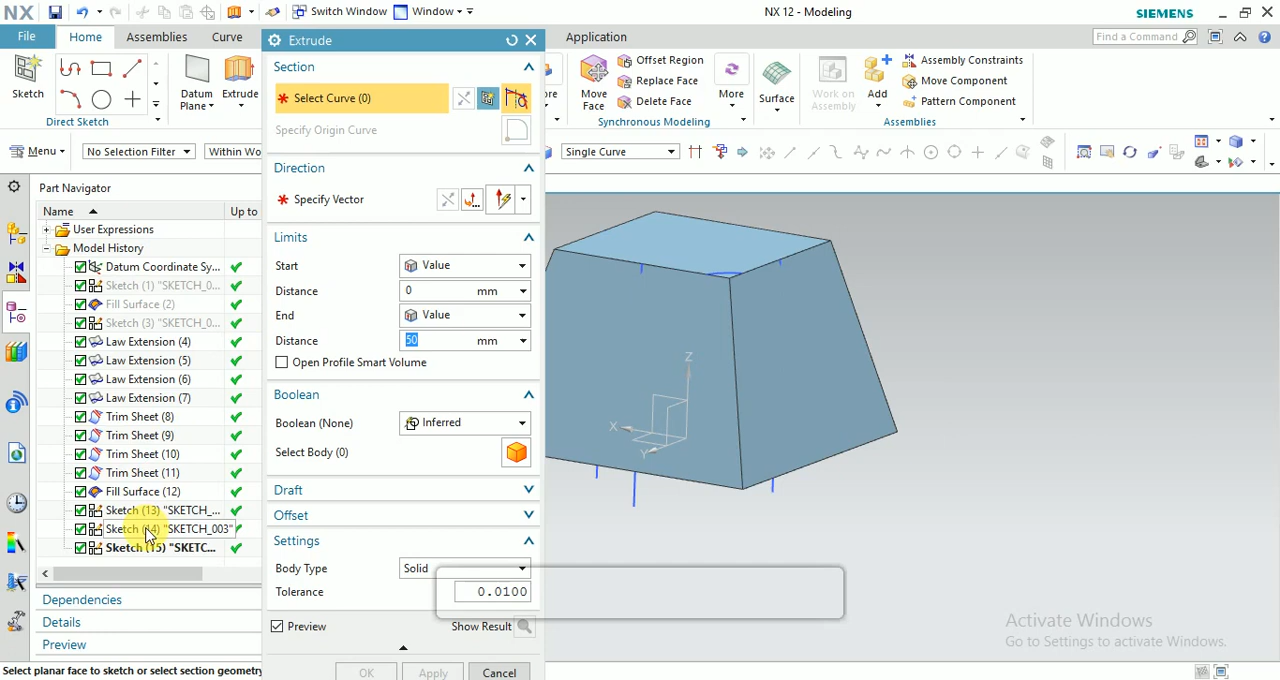 NX
Switch Window
Window
NX 12 - Modeling
SIEMENS
File
Home
Assemblies
Curve
Application
Find a Command
Extrude
Sketch
Datum
Plane
Extrude
Direct Sketch
Move
Face
Offset Region
Replace Face
Delete Face
More
Synchronous Modeling
Surface
Work on
Assembly
Add
Assembly Constraints
Move Component
Pattern Component
Assemblies
Menu
No Selection Filter
Within Wo
Single Curve
Section
Select Curve (0)
Specify Origin Curve
Direction
Specify Vector
Limits
Start
Value
Distance
0
mm
End
Value
Distance
50
mm
Open Profile Smart Volume
Boolean
Boolean (None)
Inferred
Select Body (0)
Draft
Offset
Settings
Body Type
Solid
Tolerance
0.0100
Preview
Show Result
OK
Apply
Cancel
Part Navigator
Name
Up to
User Expressions
Model History
Datum Coordinate Sy...
Sketch (1) "SKETCH_0...
Fill Surface (2)
Sketch (3) "SKETCH_0...
Law Extension (4)
Law Extension (5)
Law Extension (6)
Law Extension (7)
Trim Sheet (8)
Trim Sheet (9)
Trim Sheet (10)
Trim Sheet (11)
Fill Surface (12)
Sketch (13) "SKETCH_...
Sketch (14) "SKETCH_003"
Sketch (15) "SKETC...
Dependencies
Details
Preview
Z
X
Y
Activate Windows
Go to Settings to activate Windows.
Select planar face to sketch or select section geometry